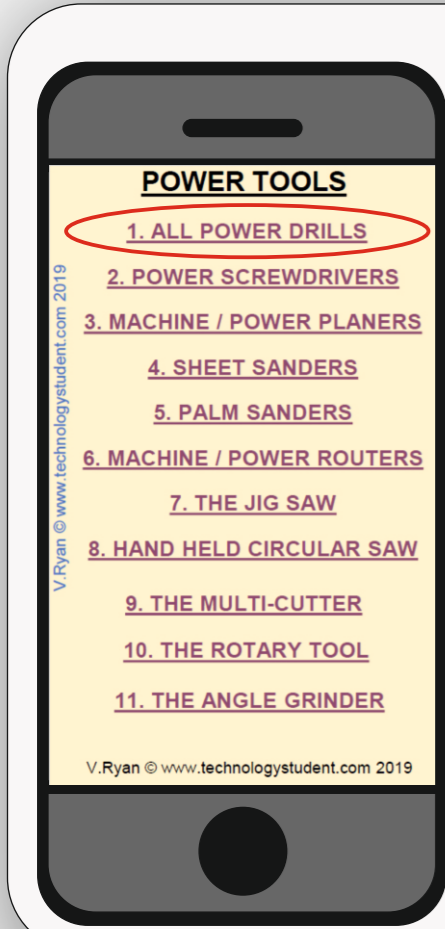 POWER TOOLS
1. ALL POWER DRILLS
2. POWER SCREWDRIVERS
3. MACHINE / POWER PLANERS
4. SHEET SANDERS
5. PALM SANDERS
6. MACHINE / POWER ROUTERS
7. THE JIG SAW
8. HAND HELD CIRCULAR SAW
9. THE MULTI-CUTTER
10. THE ROTARY TOOL
11. THE ANGLE GRINDER
V.Ryan © www.technologystudent.com 2019
V.Ryan © www.technologystudent.com 2019